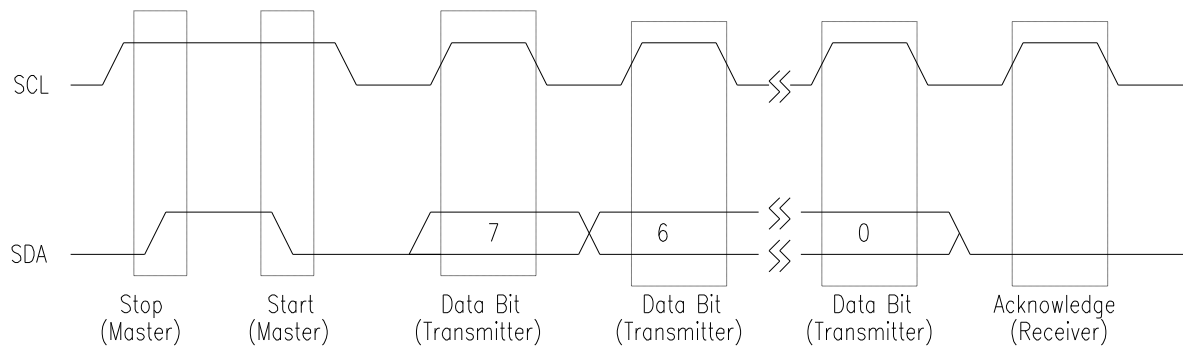 SCL
SDA
7
6
0
Stop
(Master)
Start
(Master)
Data Bit
(Transmitter)
Data Bit
(Transmitter)
Data Bit
(Transmitter)
Acknowledge
(Receiver)